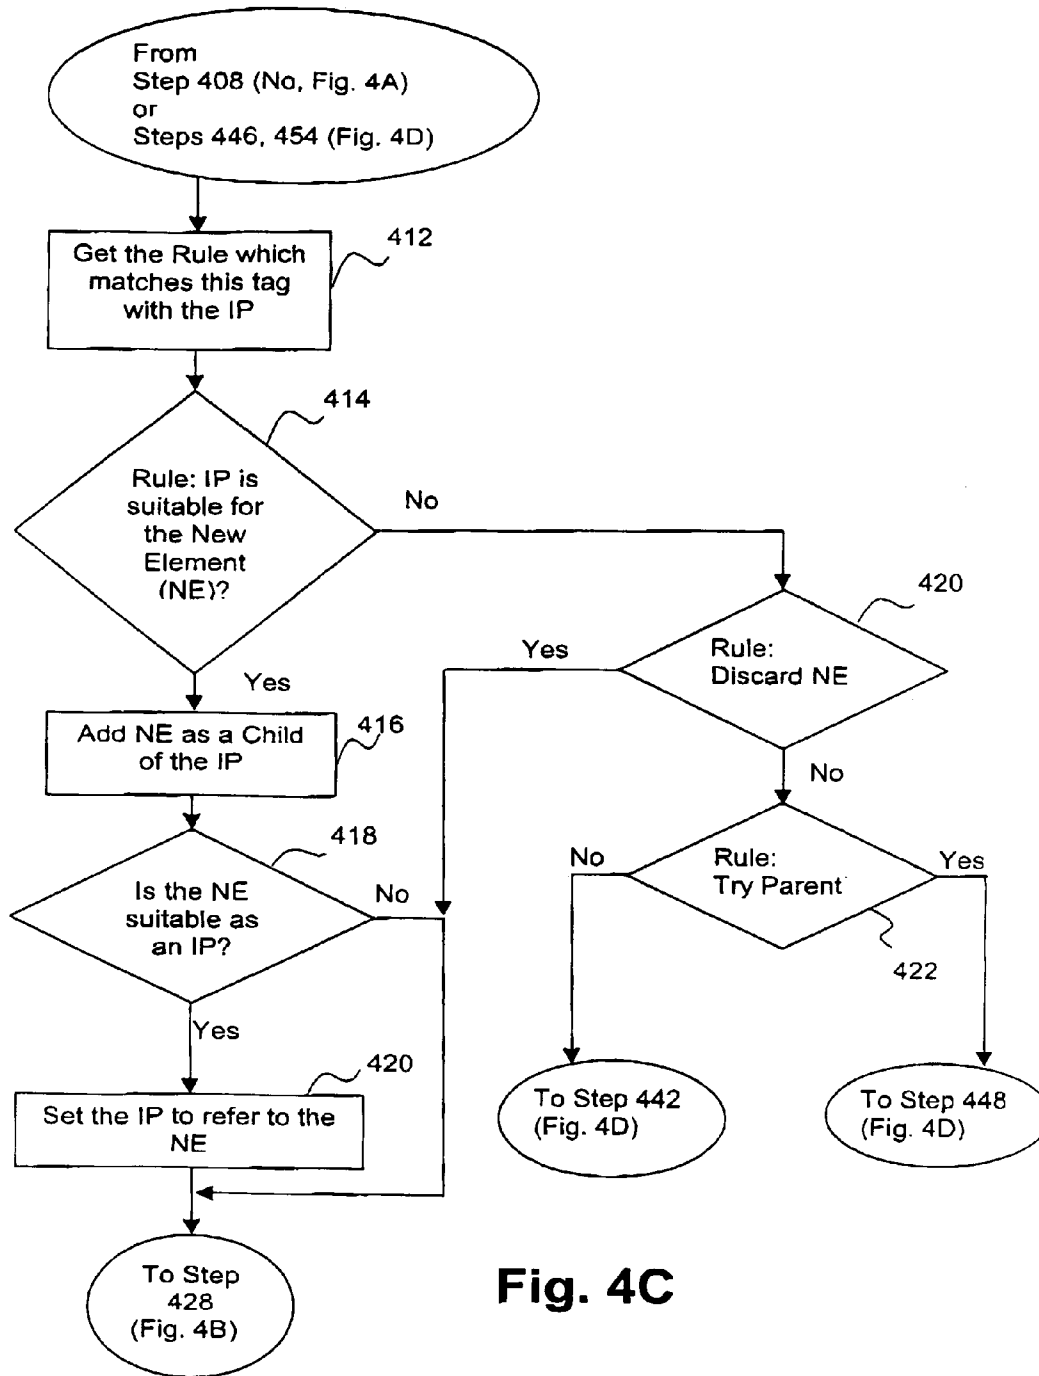 From
Step 408 (No, Fig. 4A)
or
Steps 446, 454 (Fig. 4D)
412
Get the Rule which
matches this tag
with the IP
414
Rule: IP is
suitable for
the New
Element
(NE)?
No
420
Rule:
Discard NE
Yes
Yes
416
Add NE as a Child
of the IP
No
418
Rule:
Try Parent
No
Yes
Is the NE
suitable as
an IP?
No
422
Yes
420
Set the IP to refer to the
NE
To Step 442
(Fig. 4D)
To Step 448
(Fig. 4D)
To Step
428
(Fig. 4B)
Fig. 4C